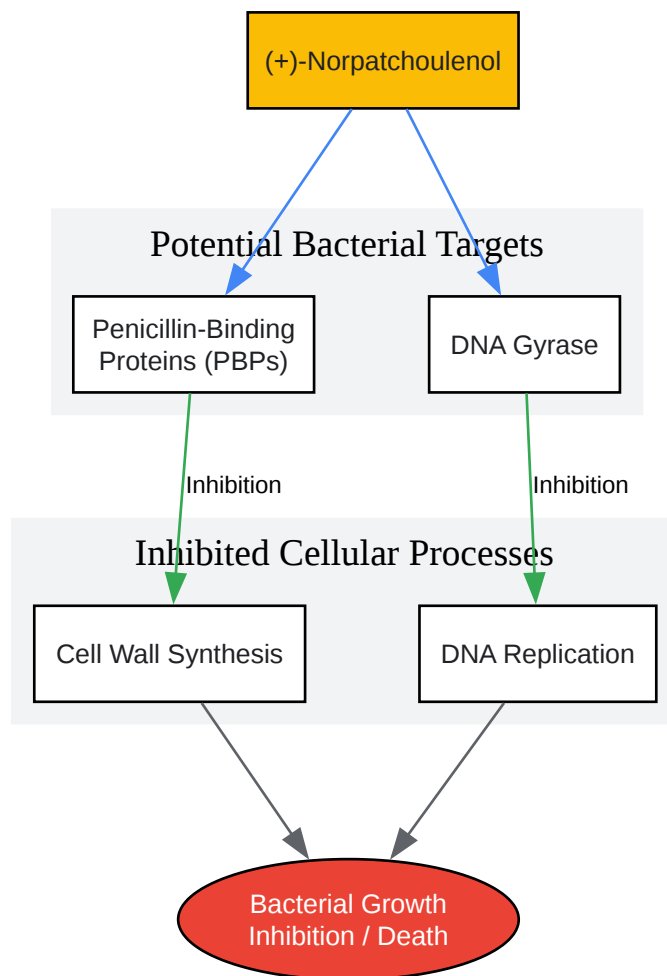 (+)-Norpatchoulenol
Potential Bacterial Targets
Penicillin-Binding
Proteins (PBPs)
DNA Gyrase
Inhibition
Inhibition
Inhibited Cellular Processes
Cell Wall Synthesis
DNA Replication
Bacterial Growth
Inhibition / Death